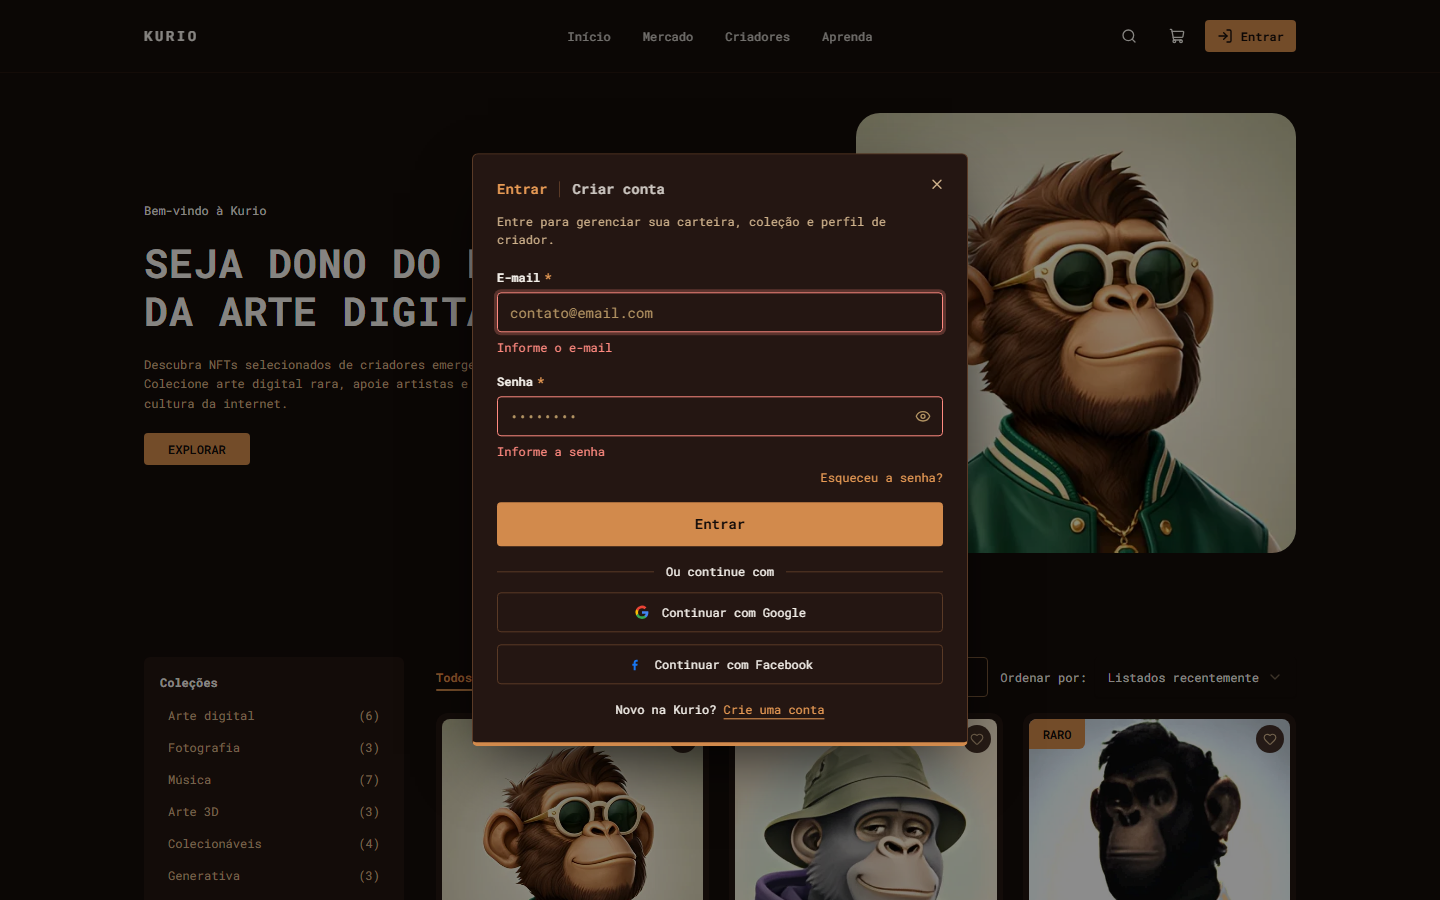 KURIO
Início
Mercado
Criadores
Aprenda
Entrar
Bem-vindo à Kurio
SEJA DONO DO
DA ARTE DIGIT
Descubra NFTs selecionados de criadores emerge
Colecione arte digital rara, apoie artistas e
cultura da internet.
EXPLORAR
Entrar
Criar conta
Entre para gerenciar sua carteira, coleção e perfil de
criador.
E-mail *
contato@email.com
Informe o e-mail
Senha *
••••••••
Informe a senha
Esqueceu a senha?
Entrar
Ou continue com
Continuar com Google
Continuar com Facebook
Novo na Kurio? Crie uma conta
Coleções
Arte digital (6)
Fotografia (3)
Música (7)
Arte 3D (3)
Colecionáveis (4)
Generativa (3)
Todos
Ordenar por: Listados recentemente
RARO